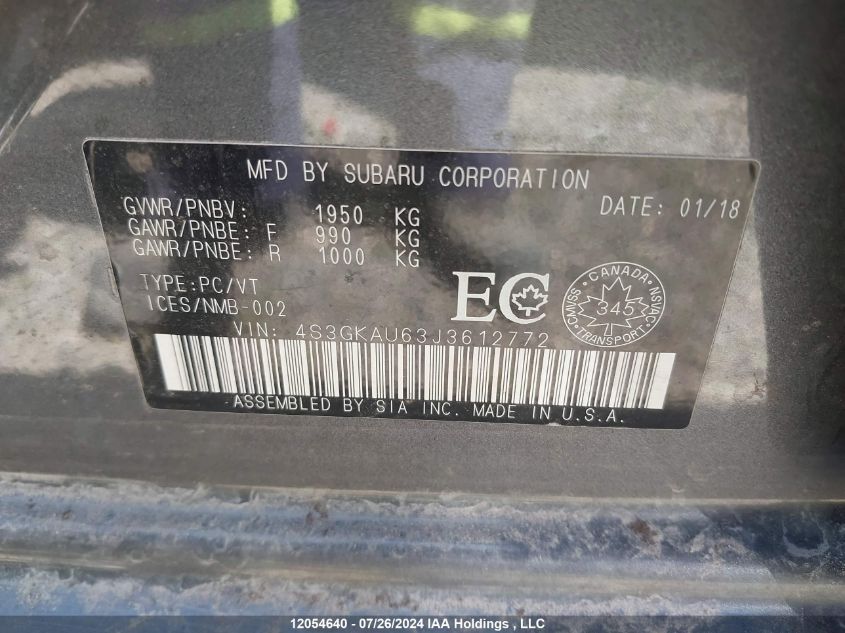 MFD BY SUBARU CORPORATION
GVWR/PNBV: 1950 KG DATE: 01/18
GAWR/PNBE: F 990 KG
GAWR/PNBE: R 1000 KG
TYPE:PC/VT
ICES/NMB-002
EC
CANADA
CMVSS 345 NSVAC
TRANSPORT
VIN: 4S3GKAU63J3612772
ASSEMBLED BY SIA INC. MADE IN U.S.A.
12054640 - 07/26/2024 IAA Holdings , LLC